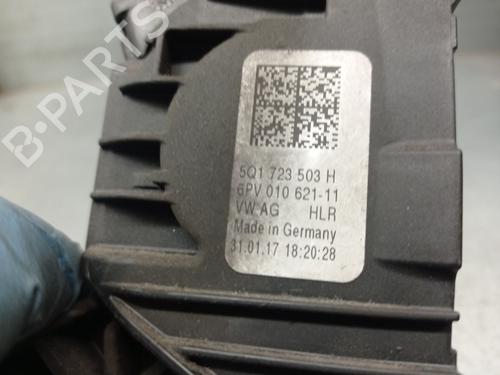 B-PARTS
5Q1 723 503 H
6PV 010 621-11
VW AG HLR
Made in Germany
31.01.17 18:20:28